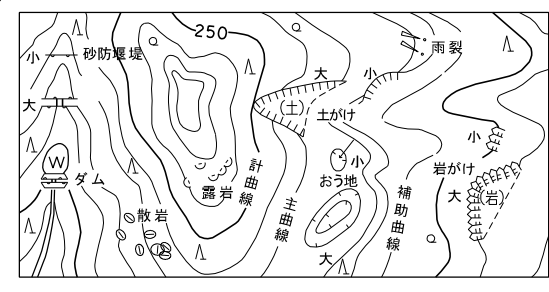 250
小 砂防堰堤
雨裂
大
小
大
(土)
土がけ
小
W
ダム
小
おう地
岩がけ
大
(岩)
露岩
計曲線
主曲線
補助曲線
散岩
大